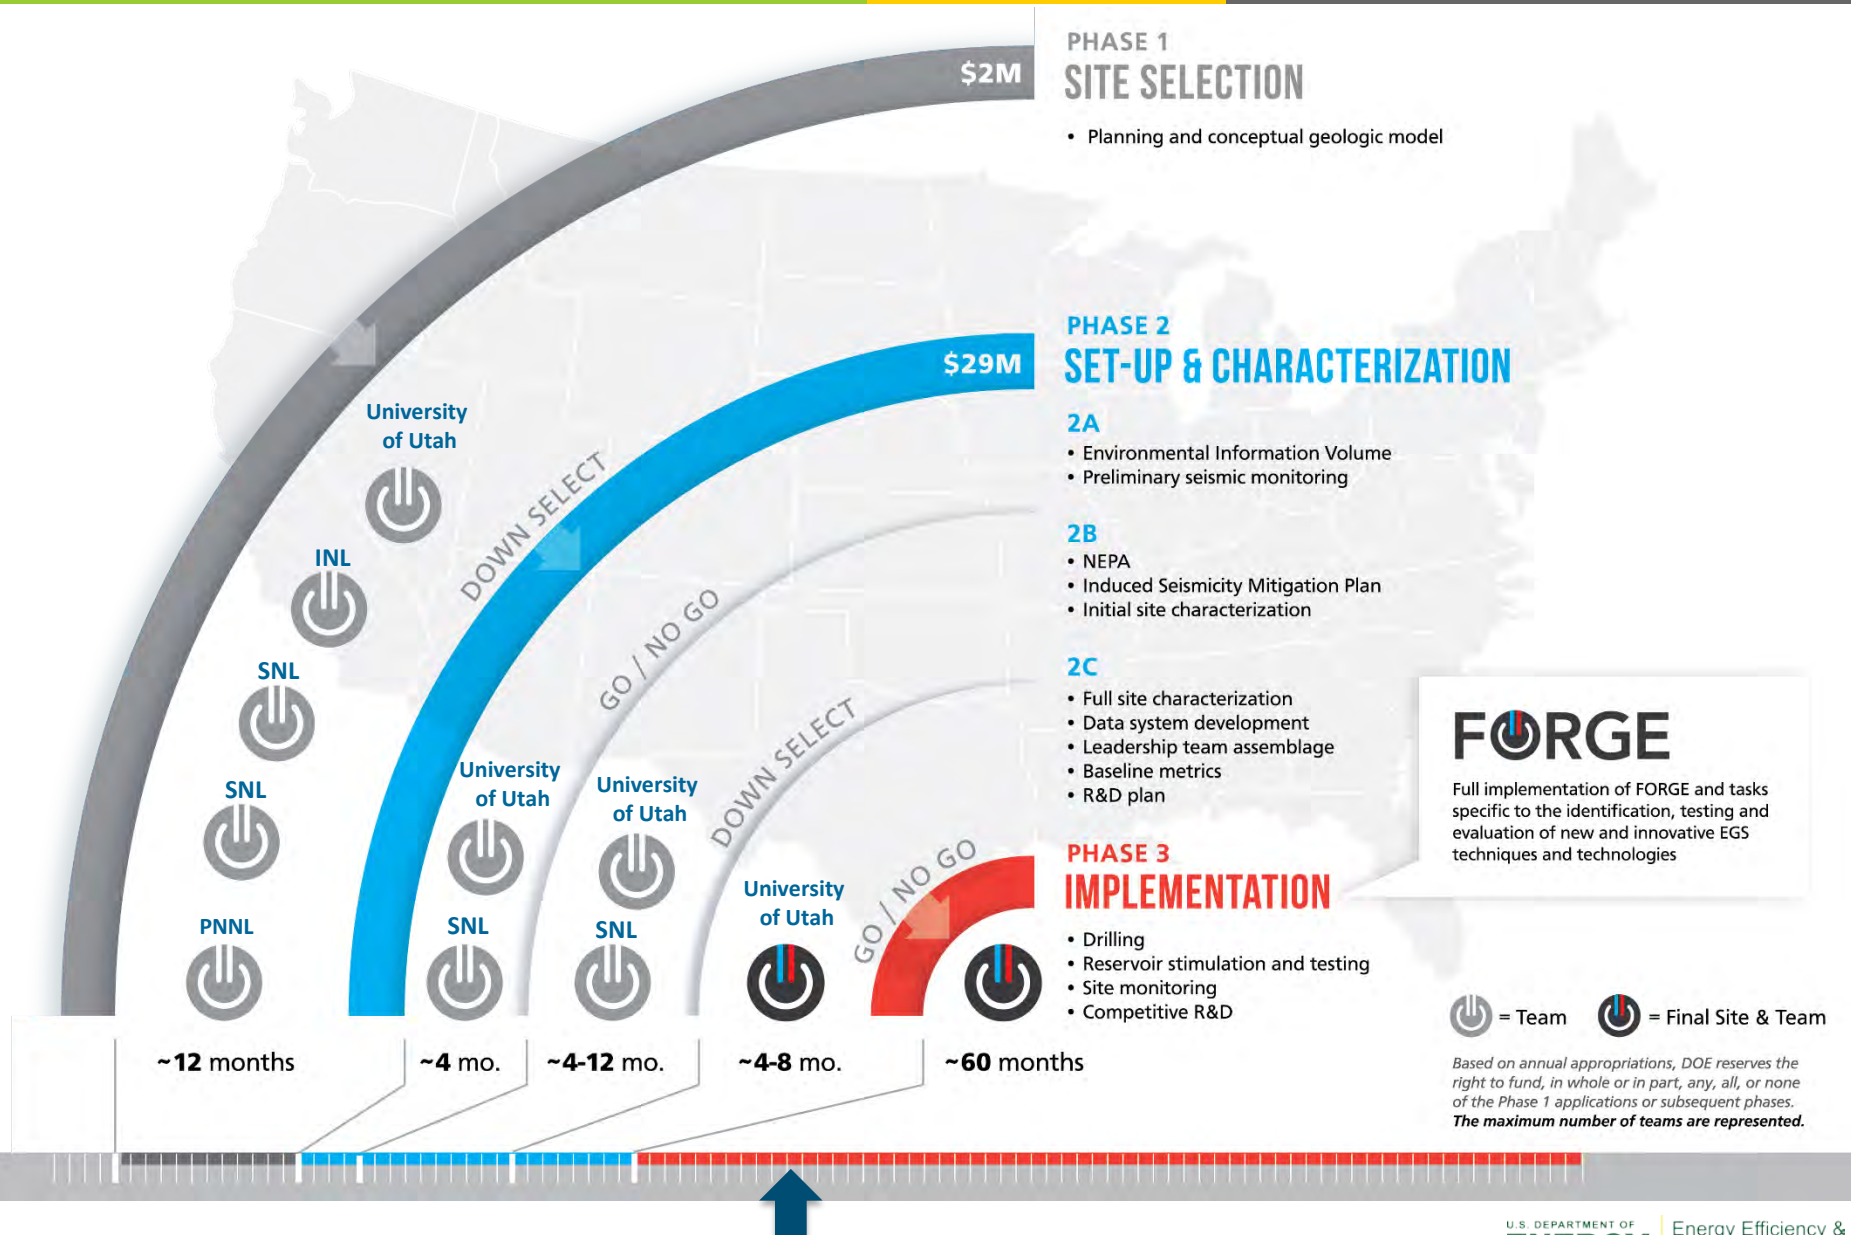 PHASE 1
$2M
SITE SELECTION
• Planning and conceptual geologic model
PHASE 2
$29M
SET-UP & CHARACTERIZATION
2A
• Environmental Information Volume
• Preliminary seismic monitoring
2B
• NEPA
• Induced Seismicity Mitigation Plan
• Initial site characterization
2C
• Full site characterization
• Data system development
• Leadership team assemblage
• Baseline metrics
• R&D plan
PHASE 3
IMPLEMENTATION
• Drilling
• Reservoir stimulation and testing
• Site monitoring
• Competitive R&D
University
of Utah
INL
SNL
SNL
PNNL
DOWN SELECT
University
of Utah
SNL
GO / NO GO
University
of Utah
SNL
DOWN SELECT
University
of Utah
GO / NO GO
FORGE
Full implementation of FORGE and tasks
specific to the identification, testing and
evaluation of new and innovative EGS
techniques and technologies
= Team
= Final Site & Team
Based on annual appropriations, DOE reserves the
right to fund, in whole or in part, any, all, or none
of the Phase 1 applications or subsequent phases.
The maximum number of teams are represented.
~12 months
~4 mo.
~4-12 mo.
~4-8 mo.
~60 months
U.S. DEPARTMENT OF
Energy Efficiency &